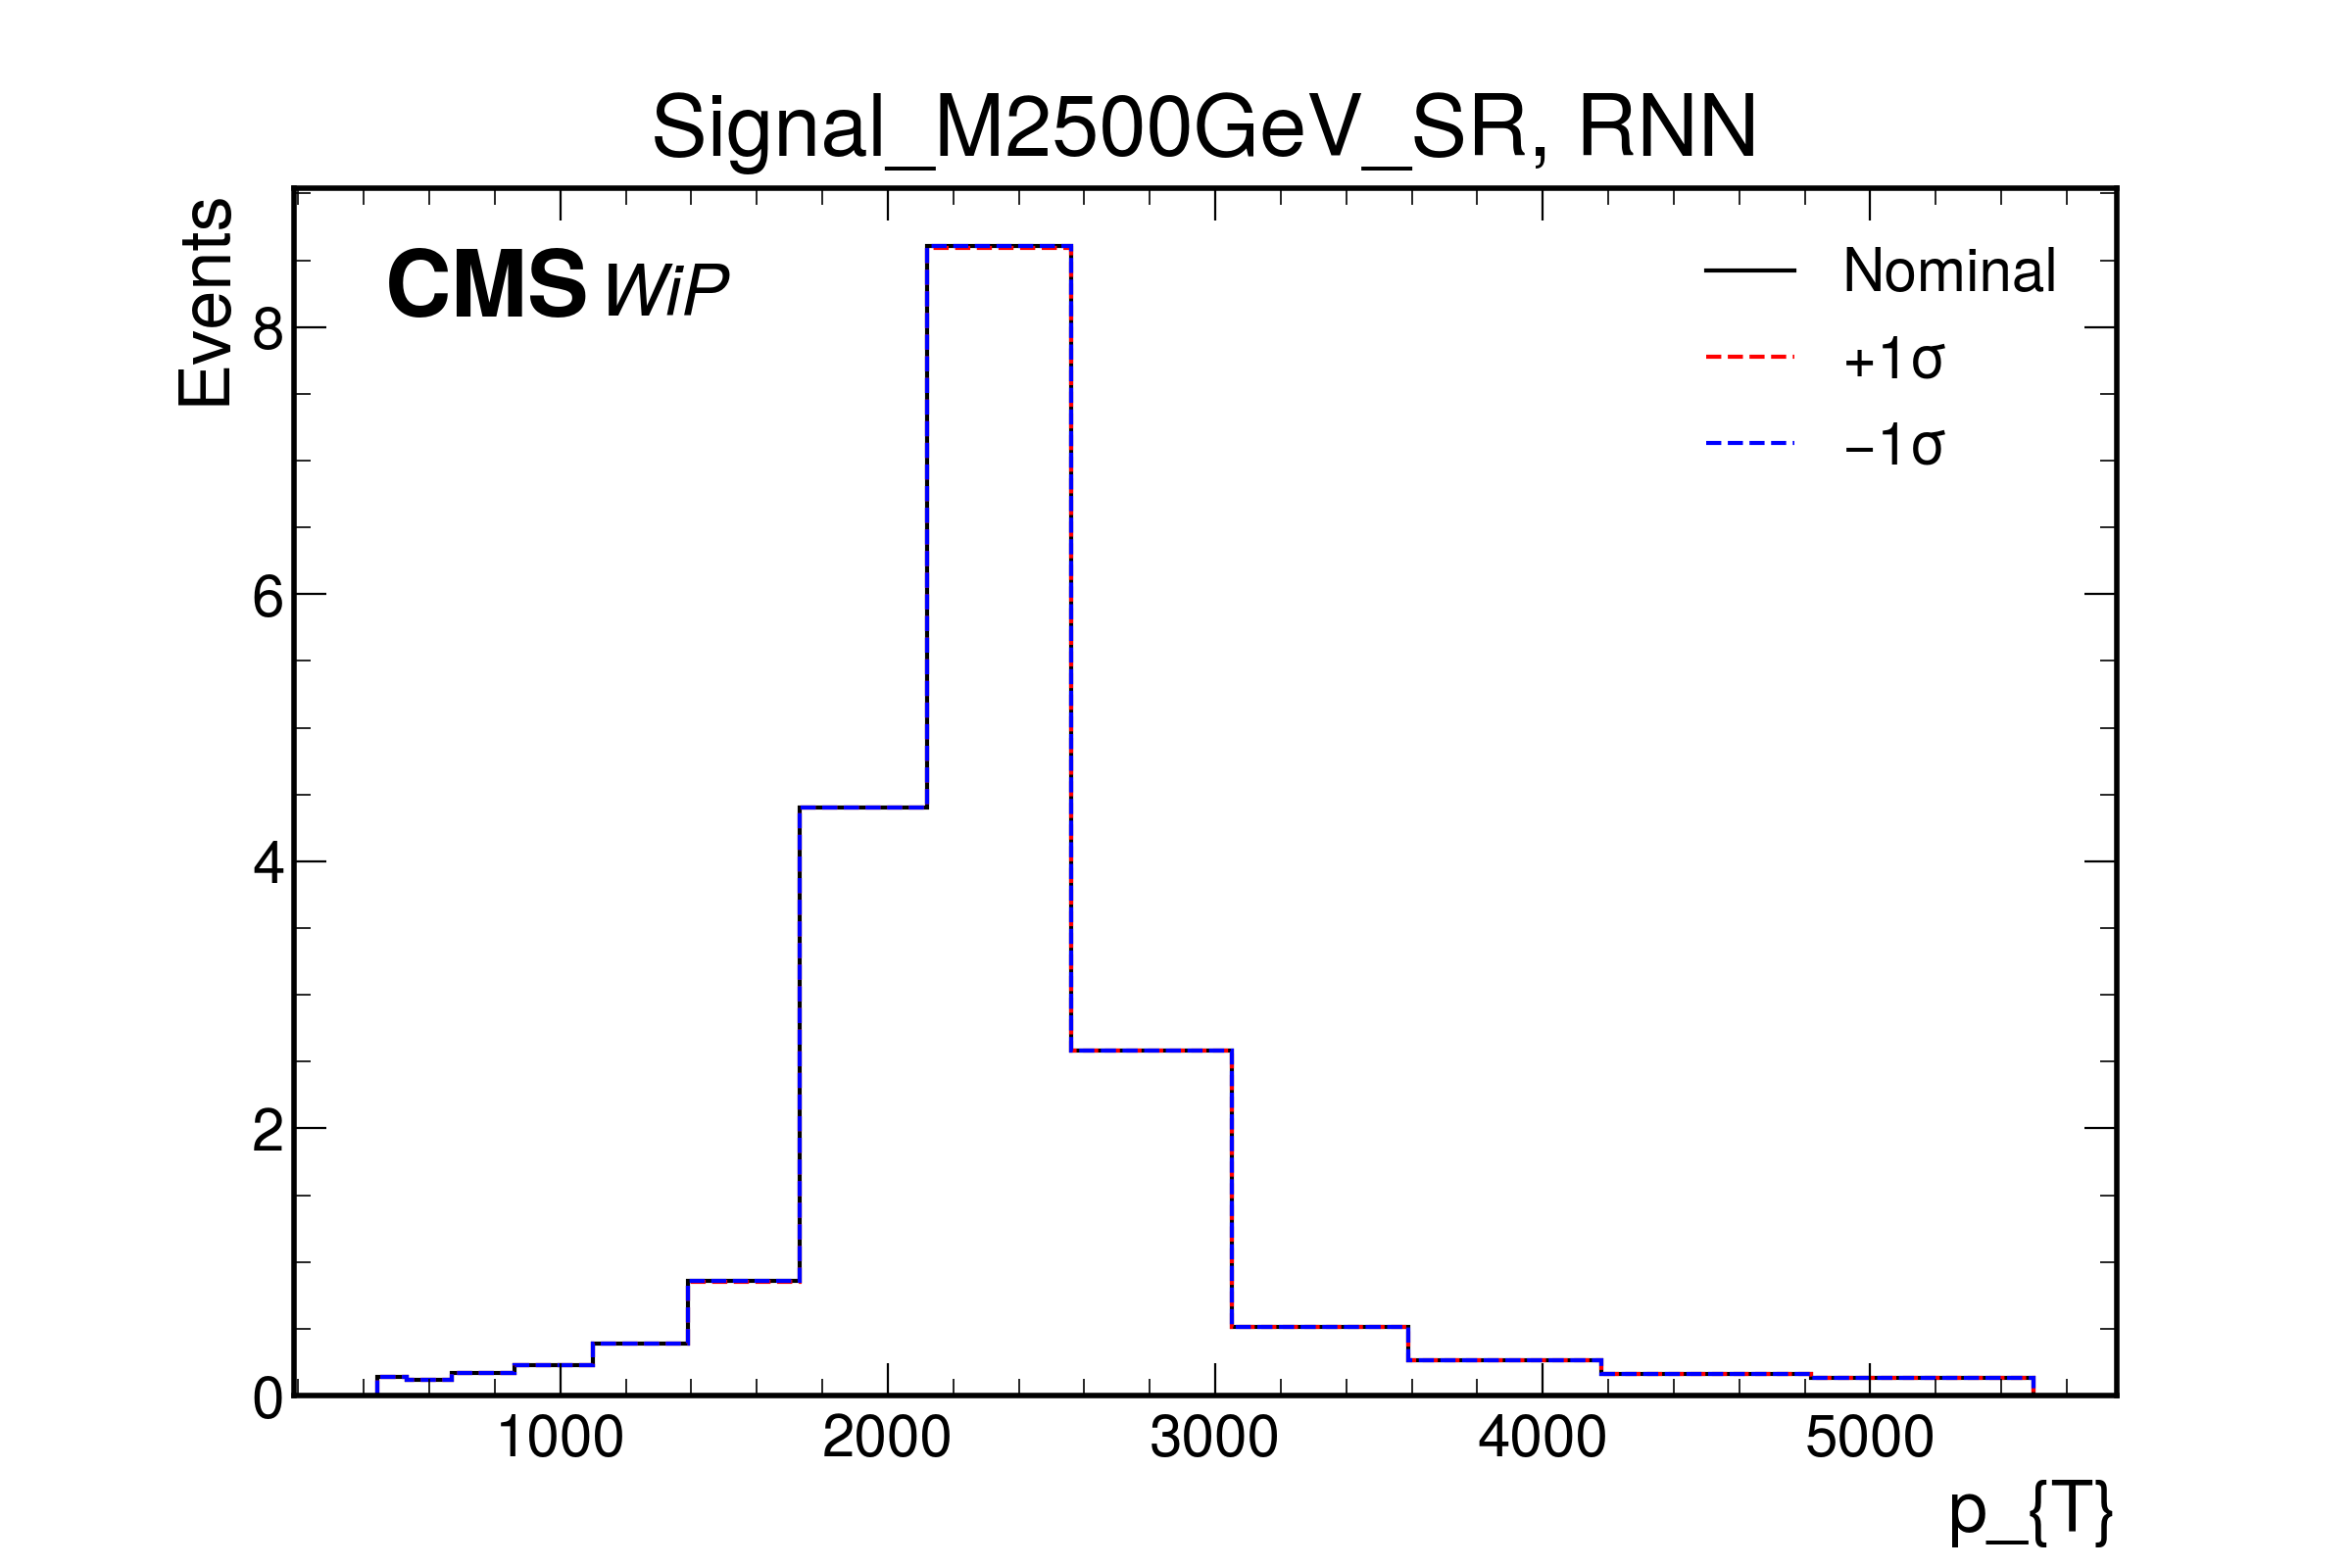 Signal_M2500GeV_SR, RNN
Events
CMS WiP
Nominal
+1σ
−1σ
8
6
4
2
0
1000 2000 3000 4000 5000
p_{T}